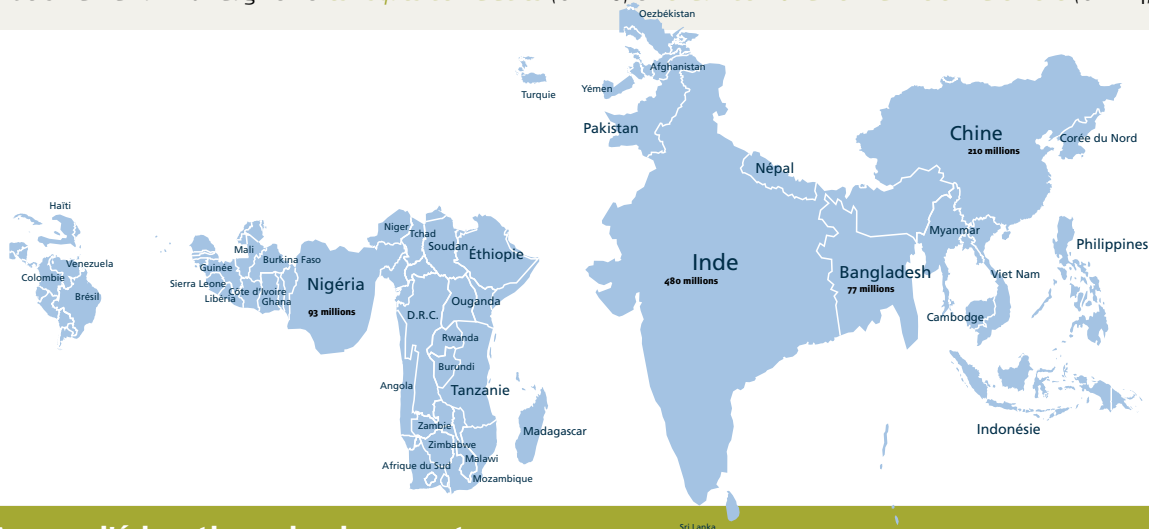 Oezbékistan
Afghanistan
Yémen
Turquie
Pakistan
Chine
210 millions
Corée du Nord
Népal
Haïti
Niger
Tchad
Soudan
Éthiopie
Mali
Burkina Faso
Guinée
Venezuela
Colombie
Brésil
Sierra Leone
Côte d'Ivoire
Liberia
Ghana
Nigéria
93 millions
D.R.C.
Ouganda
Rwanda
Burundi
Angola
Tanzanie
Zambie
Zimbabwe
Malawi
Afrique du Sud
Mozambique
Madagascar
Inde
480 millions
Bangladesh
77 millions
Myanmar
Philippines
Viet Nam
Cambodge
Indonésie
Sri Lanka